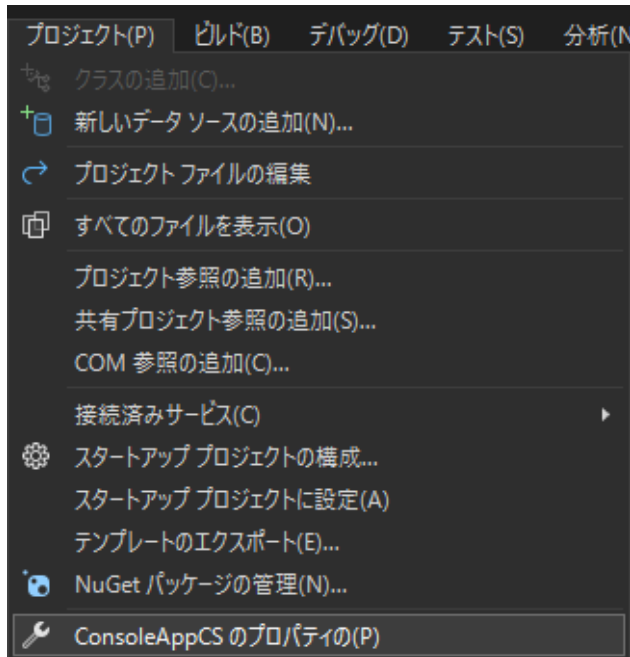 プロジェクト(P) ビルド(B) デバッグ(D) テスト(S) 分析(N
クラスの追加(C)...
新しいデータ ソースの追加(N)...
プロジェクト ファイルの編集
すべてのファイルを表示(O)
プロジェクト参照の追加(R)...
共有プロジェクト参照の追加(S)...
COM 参照の追加(C)...
接続済みサービス(C)
スタートアップ プロジェクトの構成...
スタートアップ プロジェクトに設定(A)
テンプレートのエクスポート(E)...
NuGet パッケージの管理(N)...
ConsoleAppCS のプロパティの(P)